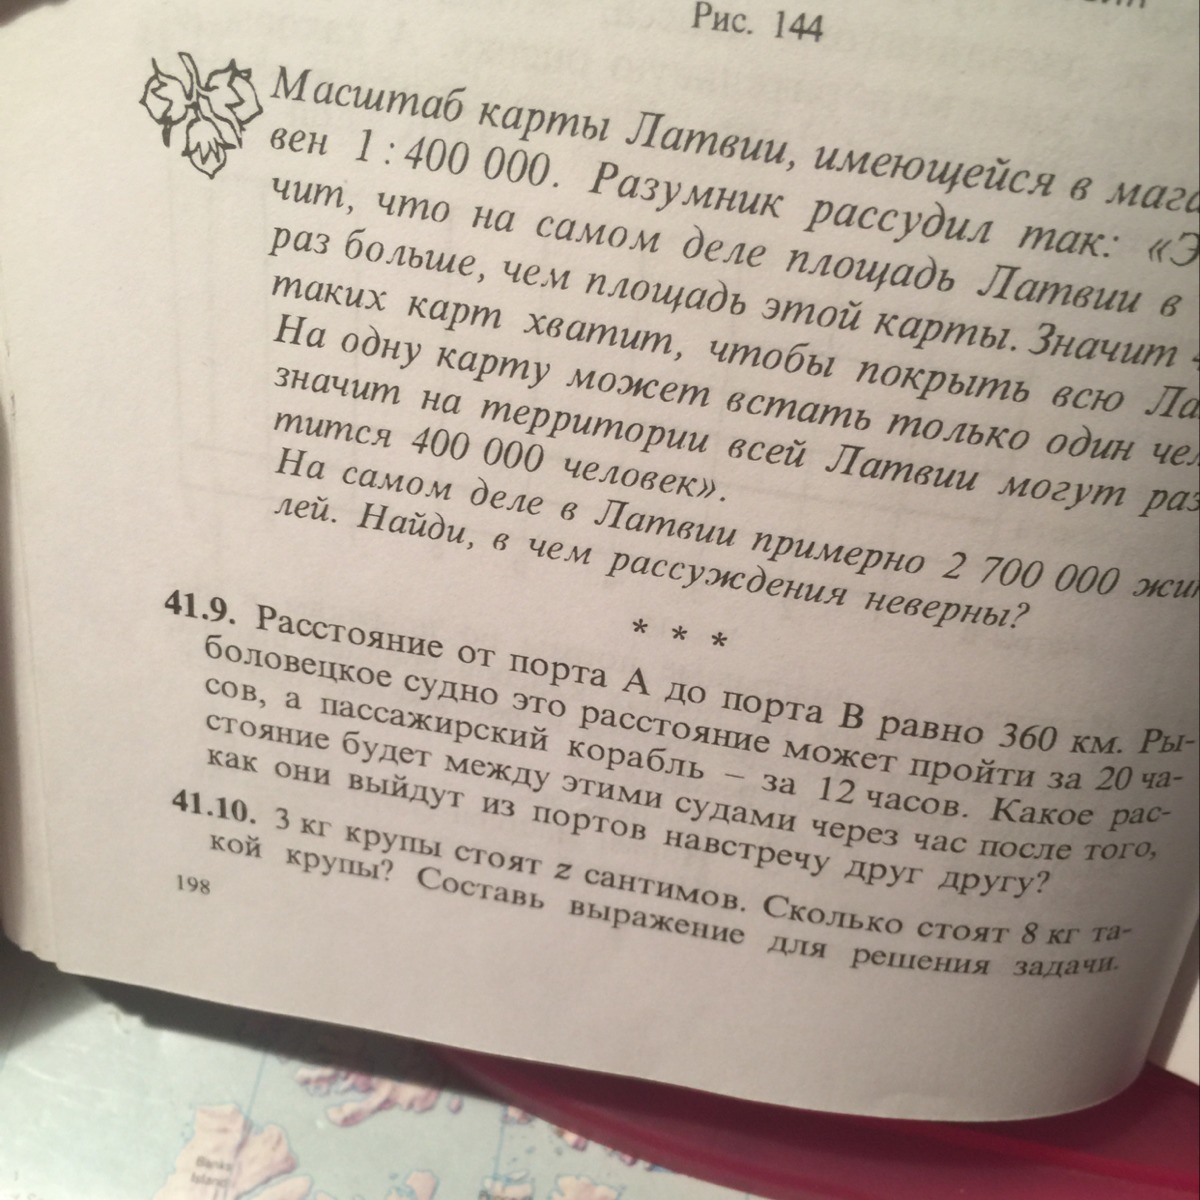 Рис. 144
Масштаб карты Латвии, имеющейся в мага
вен 1 : 400 000. Разумник рассудил так: «Э
чит, что на самом деле площадь Латвии в
раз больше, чем площадь этой карты. Значит 4
таких карт хватит, чтобы покрыть всю Ла
На одну карту может встать только один чел
значит на территории всей Латвии могут раз
тится 400 000 человек».
На самом деле в Латвии примерно 2 700 000 жи
лей. Найди, в чем рассуждения неверны?
* * *
41.9. Расстояние от порта А до порта В равно 360 км. Ры-
боловецкое судно это расстояние может пройти за 20 ча-
сов, а пассажирский корабль – за 12 часов. Какое рас-
стояние будет между этими судами через час после того,
как они выйдут из портов навстречу друг другу?
41.10. 3 кг крупы стоят z сантимов. Сколько стоят 8 кг та-
кой крупы? Составь выражение для решения задачи.
198
Banks
Island